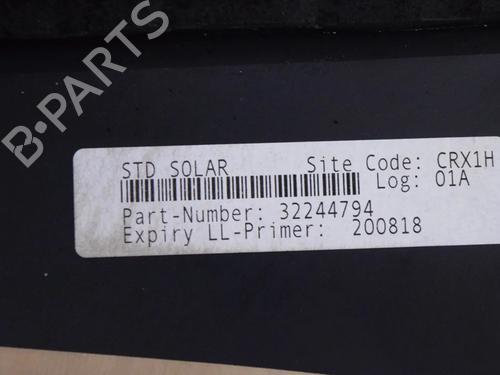 B-PARTS
STD SOLAR Site Code: CRX1H
Log: 01A
Part-Number: 32244794
Expiry LL-Primer: 200818